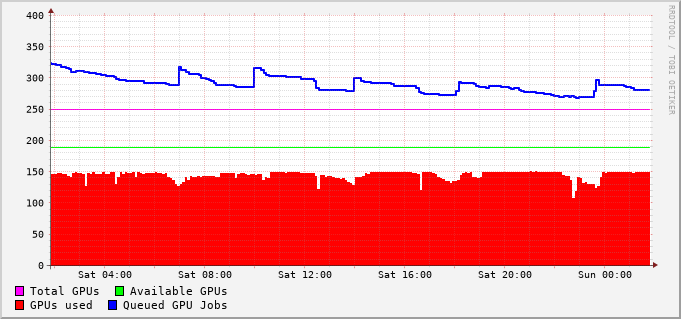 400
350
300
250
200
150
100
50
0
Sat 04:00 Sat 08:00 Sat 12:00 Sat 16:00 Sat 20:00 Sun 00:00
Total GPUs Available GPUs
GPUs used Queued GPU Jobs
RRDTOOL / TOBI OETIKER